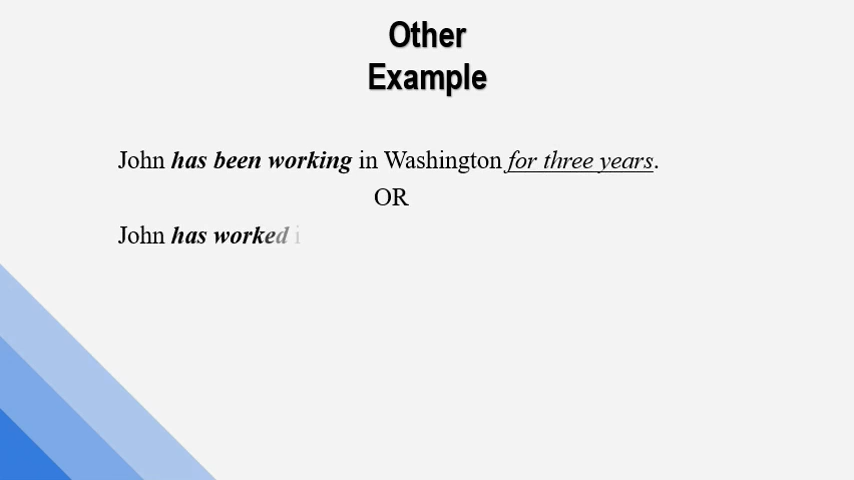 Other
Example
John has been working in Washington for three years.
OR
John has worked i